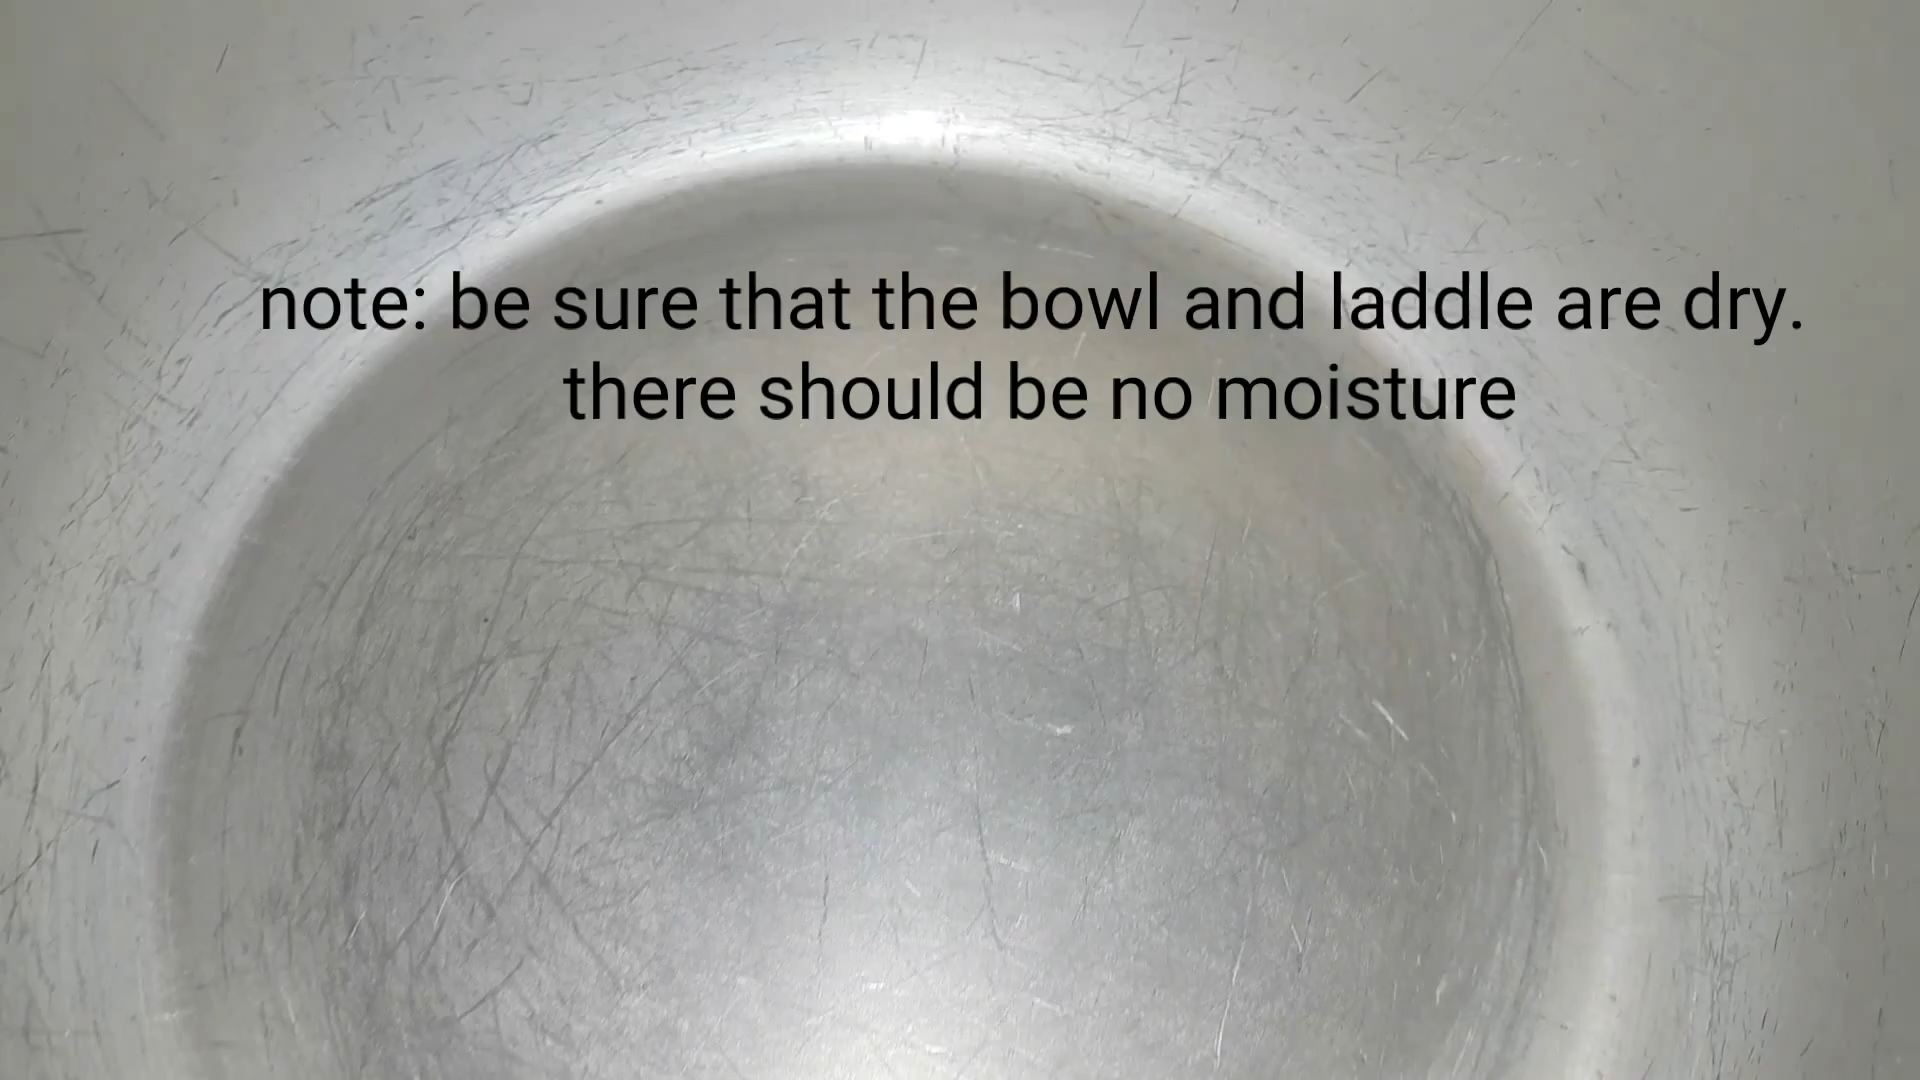 note: be sure that the bowl and laddle are dry.
there should be no moisture